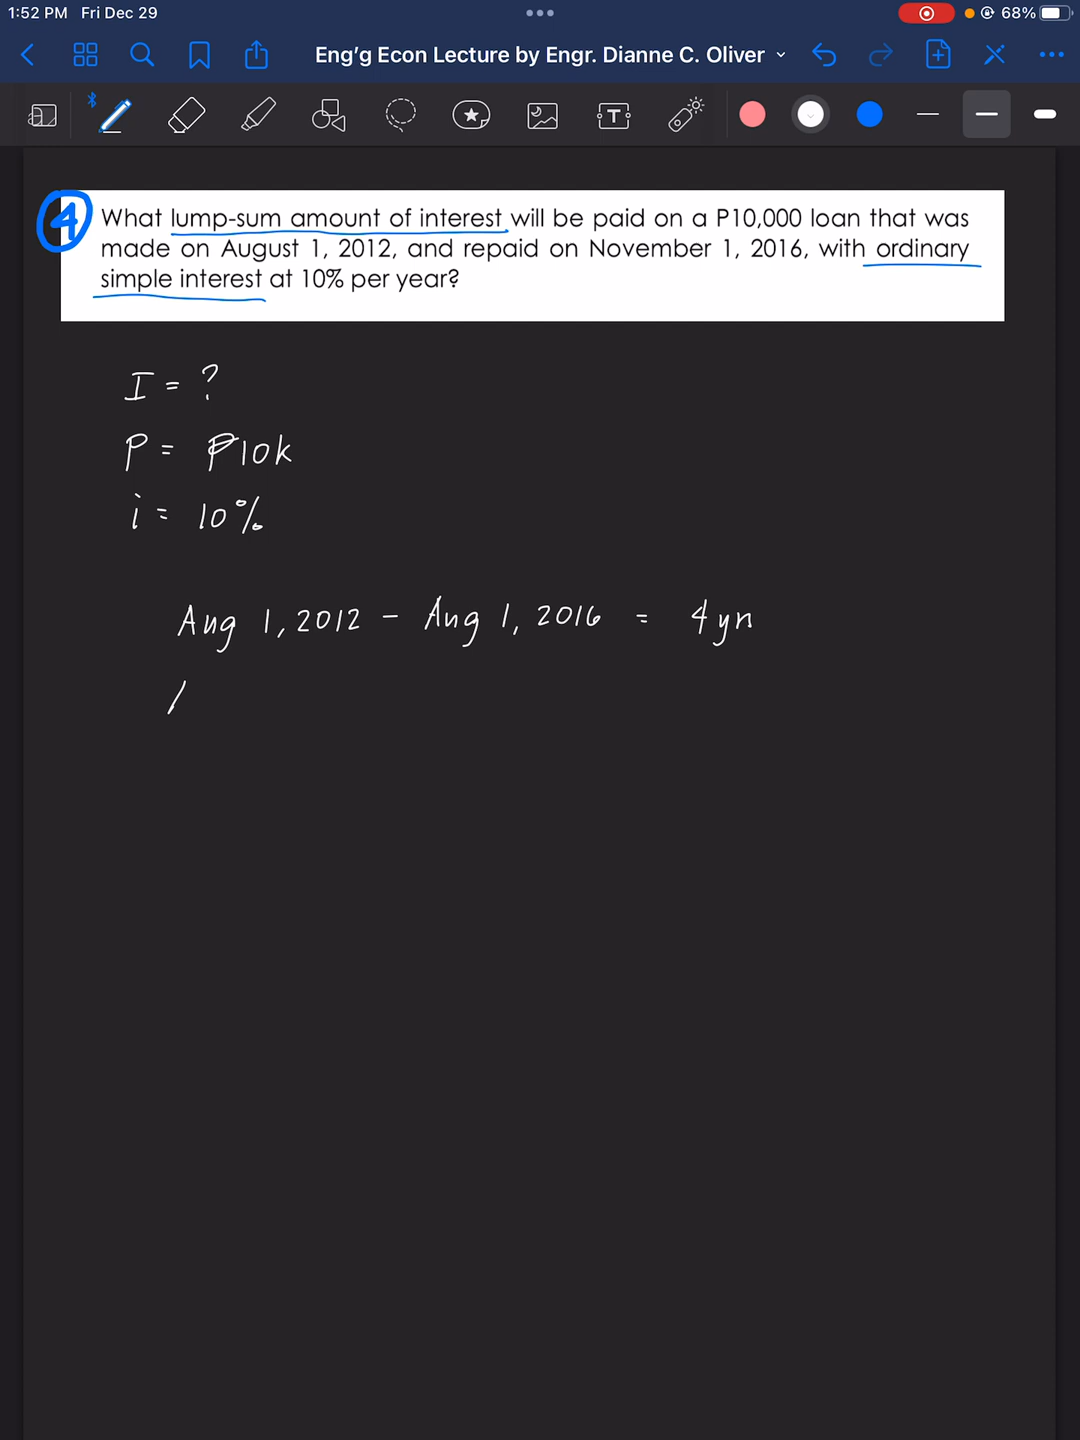 1:52 PM Fri Dec 29
68%
Eng'g Econ Lecture by Engr. Dianne C. Oliver
T
4
What lump-sum amount of interest will be paid on a P10,000 loan that was
made on August 1, 2012, and repaid on November 1, 2016, with ordinary
simple interest at 10% per year?
I = ?
P = ₱10k
i = 10%
Aug 1, 2012 - Aug 1, 2016 = 4 yr